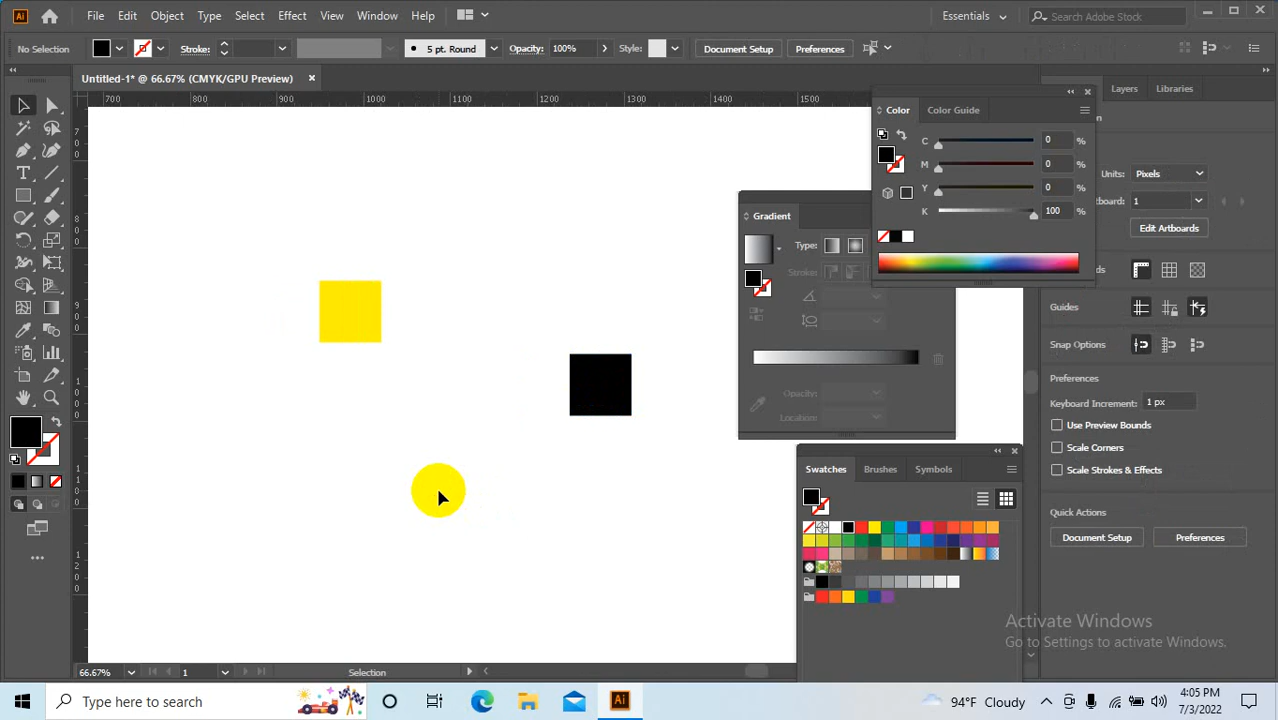 Ai File Edit Object Type Select Effect View Window Help Essentials Search Adobe Stock
No Selection Stroke: 5 pt. Round Opacity: 100% Style: Document Setup Preferences
Untitled-1* @ 66.67% (CMYK/GPU Preview)
700 800 900 1000 1100 1200 1300 1400 1500
Color Color Guide
Layers Libraries
C 0 %
M 0 %
Y 0 %
K 100 %
Units: Pixels
1
Edit Artboards
Gradient
Type:
Opacity:
Location:
Guides
Snap Options
Preferences
Keyboard Increment: 1 px
Use Preview Bounds
Scale Corners
Scale Strokes & Effects
Quick Actions
Document Setup Preferences
Swatches Brushes Symbols
Activate Windows
Go to Settings to activate Windows.
66.67% 1 Selection
Type here to search Ai 94°F Cloudy 4:05 PM
7/3/2022